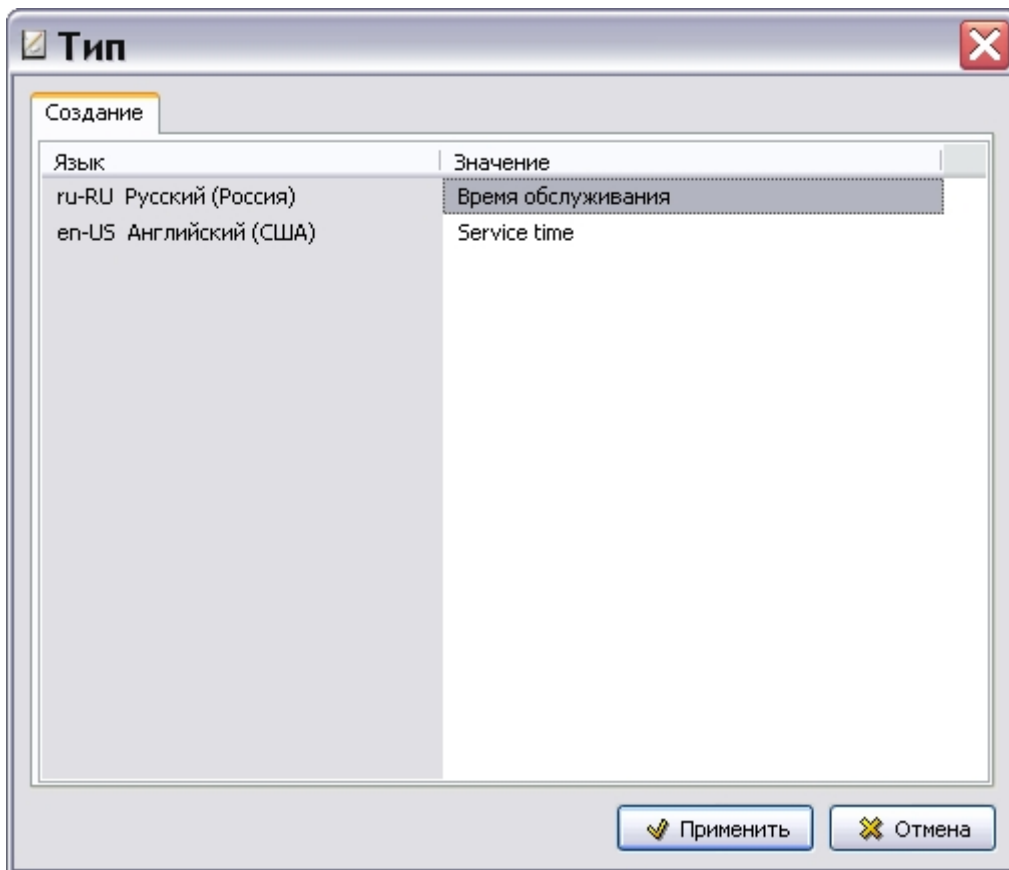 Тип
Создание
Язык Значение
ru-RU Русский (Россия) Время обслуживания
en-US Английский (США) Service time
Применить Отмена